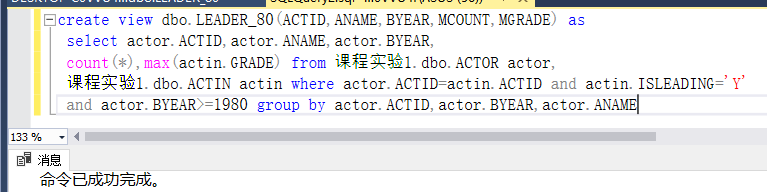 create view dbo.LEADER_80(ACTID,ANAME,BYEAR,MCOUNT,MGRADE) as
select actor.ACTID,actor.ANAME,actor.BYEAR,
count(*),max(actin.GRADE) from 课程实验1.dbo.ACTOR actor,
课程实验1.dbo.ACTIN actin where actor.ACTID=actin.ACTID and actin.ISLEADING='Y'
and actor.BYEAR>=1980 group by actor.ACTID,actor.BYEAR,actor.ANAME
133 %
消息
命令已成功完成。